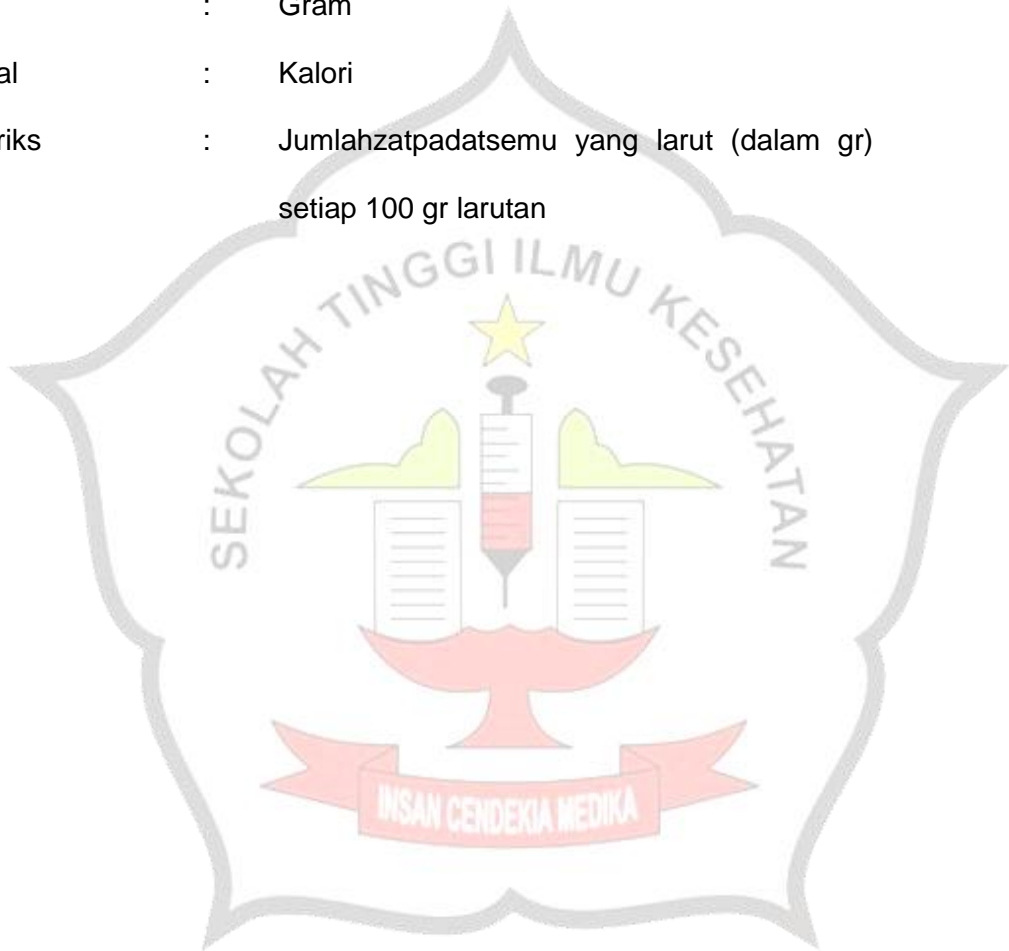 : Gram
al : Kalori
riks : Jumlahzatpadatsemu yang larut (dalam gr)
setiap 100 gr larutan
SEKOLAH TINGGI ILMU KESEHATAN
INSAN CENDEKIA MEDIKA